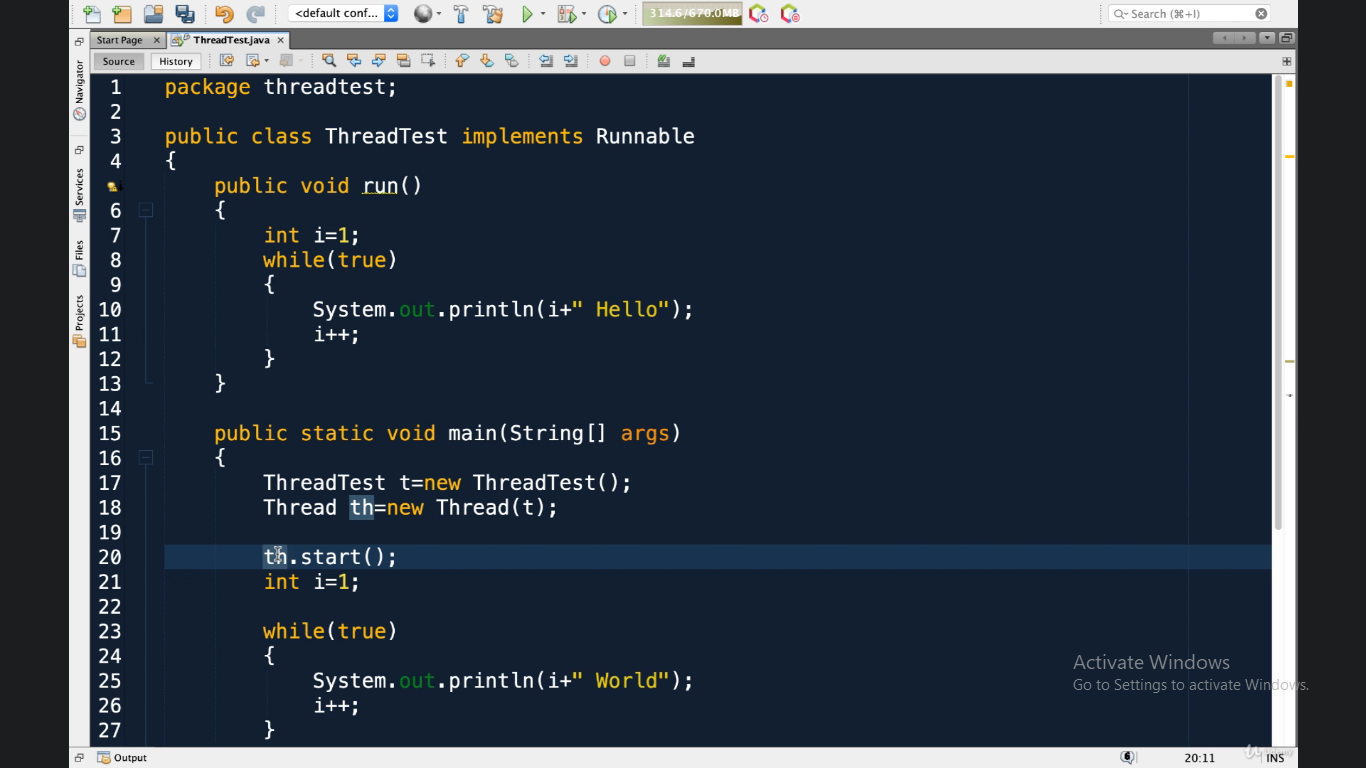 <default conf...
314.6/670.0MB
Search (⌘+I)
Start Page
ThreadTest.java
Source
History
Navigator
Services
Files
Projects
1 package threadtest;
2
3 public class ThreadTest implements Runnable
4 {
public void run()
6 {
7 int i=1;
8 while(true)
9 {
10 System.out.println(i+" Hello");
11 i++;
12 }
13 }
14
15 public static void main(String[] args)
16 {
17 ThreadTest t=new ThreadTest();
18 Thread th=new Thread(t);
19
20 th.start();
21 int i=1;
22
23 while(true)
24 {
25 System.out.println(i+" World");
26 i++;
27 }
Activate Windows
Go to Settings to activate Windows.
Output
6
20:11
INS